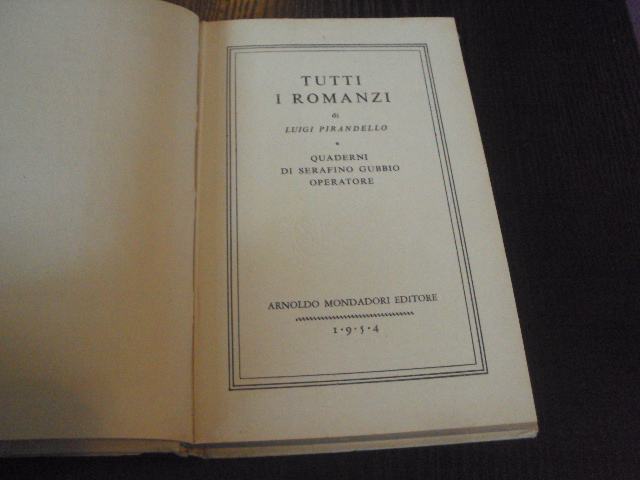 TUTTI
I ROMANZI
di
LUIGI PIRANDELLO
*
QUADERNI
DI SERAFINO GUBBIO
OPERATORE
ARNOLDO MONDADORI EDITORE
1•9•5•4